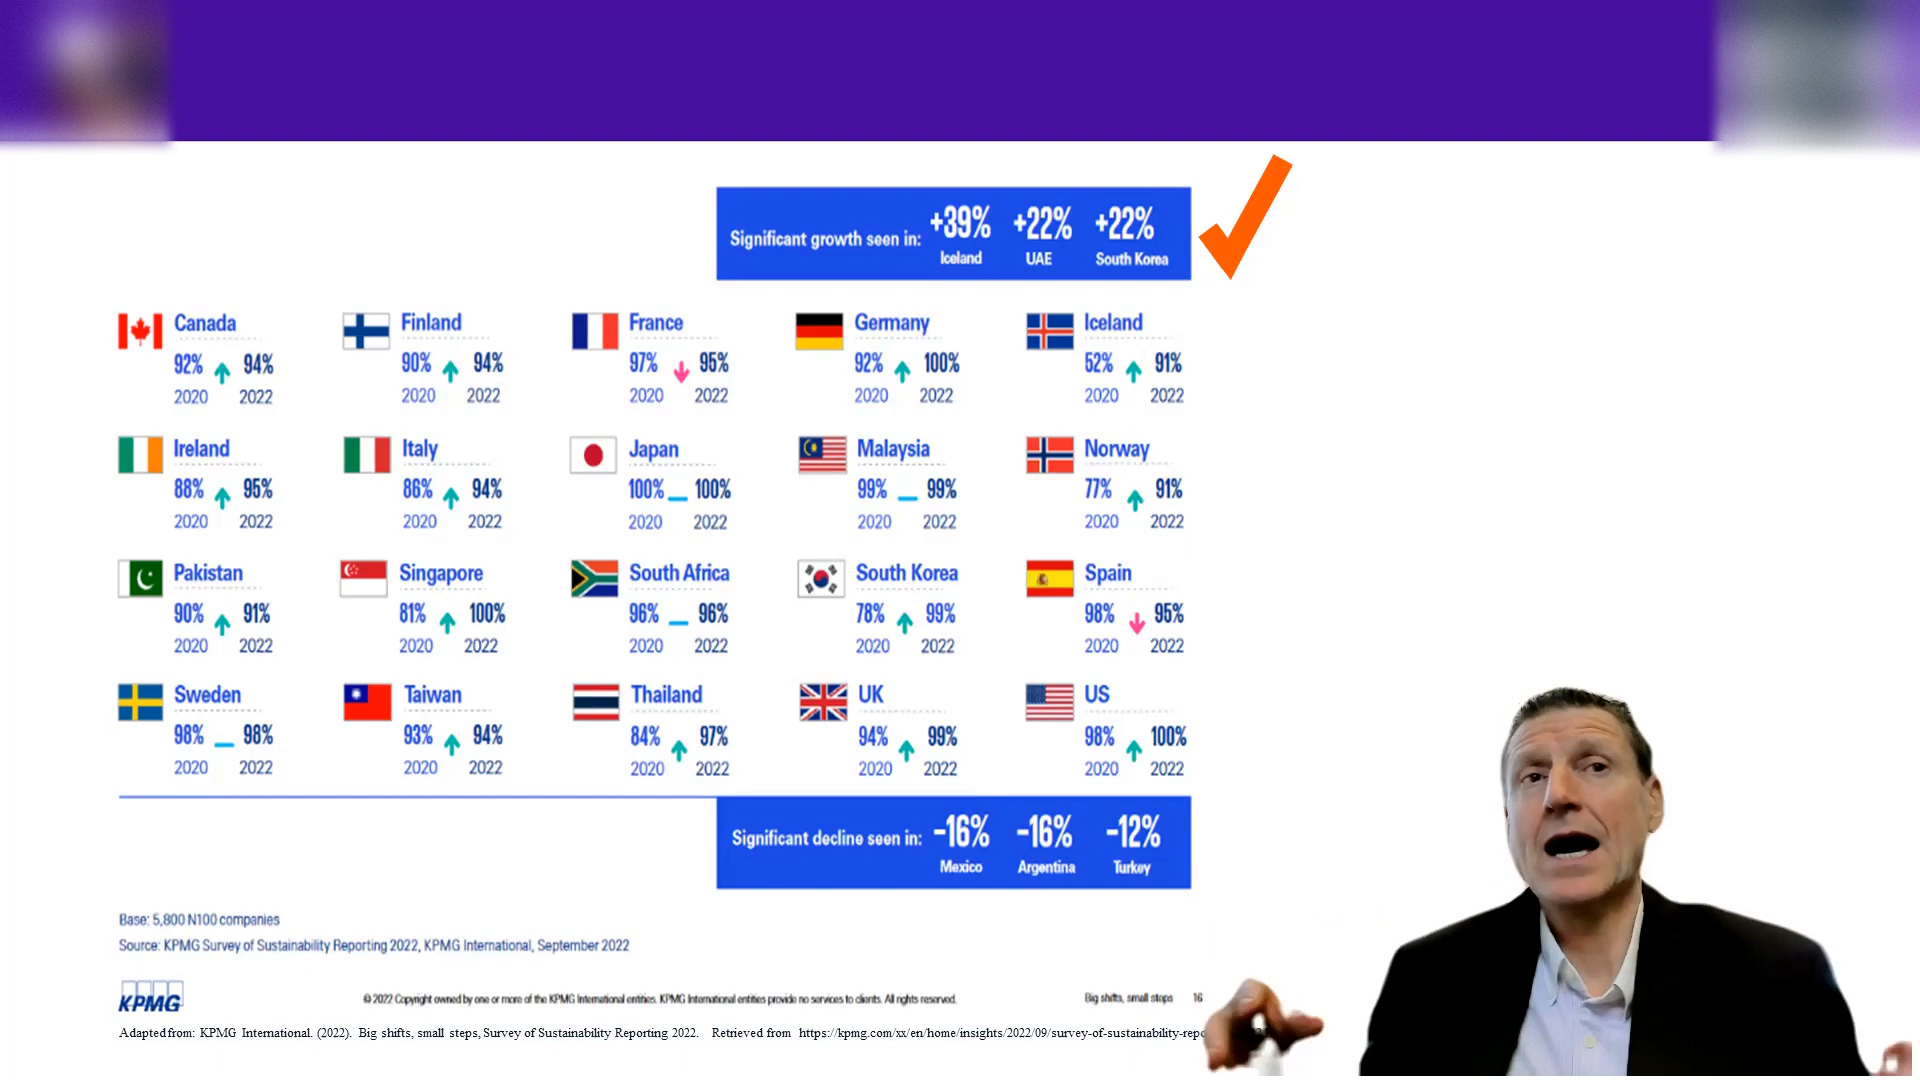 Significant growth seen in: +39% +22% +22%
Iceland UAE South Korea
Canada Finland France Germany Iceland
92% 94% 90% 94% 97% 95% 92% 100% 52% 91%
2020 2022 2020 2022 2020 2022 2020 2022 2020 2022
Ireland Italy Japan Malaysia Norway
88% 95% 86% 94% 100% 100% 99% 99% 77% 91%
2020 2022 2020 2022 2020 2022 2020 2022 2020 2022
Pakistan Singapore South Africa South Korea Spain
90% 91% 81% 100% 96% 96% 78% 99% 98% 95%
2020 2022 2020 2022 2020 2022 2020 2022 2020 2022
Sweden Taiwan Thailand UK US
98% 98% 93% 94% 84% 97% 94% 99% 98% 100%
2020 2022 2020 2022 2020 2022 2020 2022 2020 2022
Significant decline seen in: -16% -16% -12%
Mexico Argentina Turkey
Base: 5,800 N100 companies
Source: KPMG Survey of Sustainability Reporting 2022, KPMG International, September 2022
KPMG © 2022 Copyright owned by one or more of the KPMG International entities. KPMG International entities provide no services to clients. All rights reserved. Big shifts, small steps 16
Adapted from: KPMG International. (2022). Big shifts, small steps, Survey of Sustainability Reporting 2022. Retrieved from https://kpmg.com/xx/en/home/insights/2022/09/survey-of-sustainability-repo